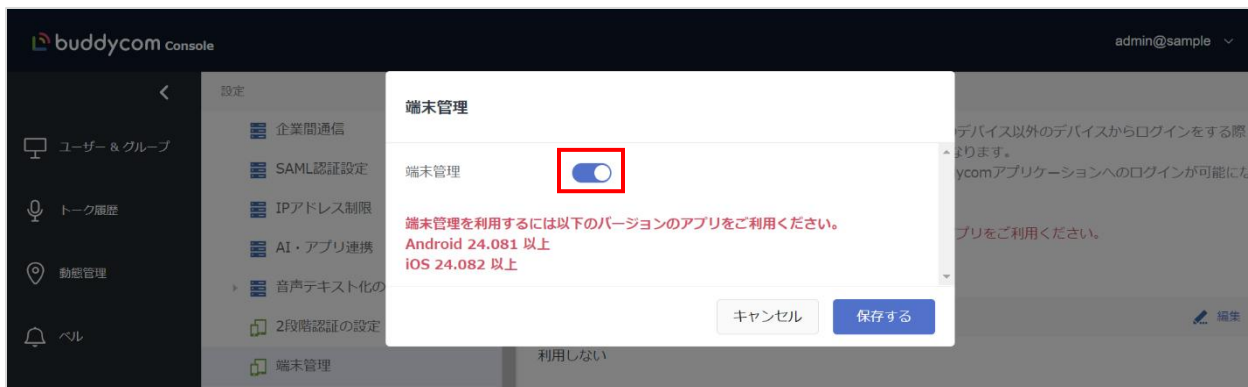 buddycom Console
admin@sample
設定
ユーザー & グループ
トーク履歴
動態管理
ベル
企業間通信
SAML認証設定
IPアドレス制限
AI・アプリ連携
音声テキスト化の
2段階認証の設定
端末管理
端末管理
端末管理
端末管理を利用するには以下のバージョンのアプリをご利用ください。
Android 24.081 以上
iOS 24.082 以上
キャンセル
保存する
デバイス以外のデバイスからログインをする際
ります。
ycomアプリケーションへのログインが可能にな
プリをご利用ください。
編集
利用しない